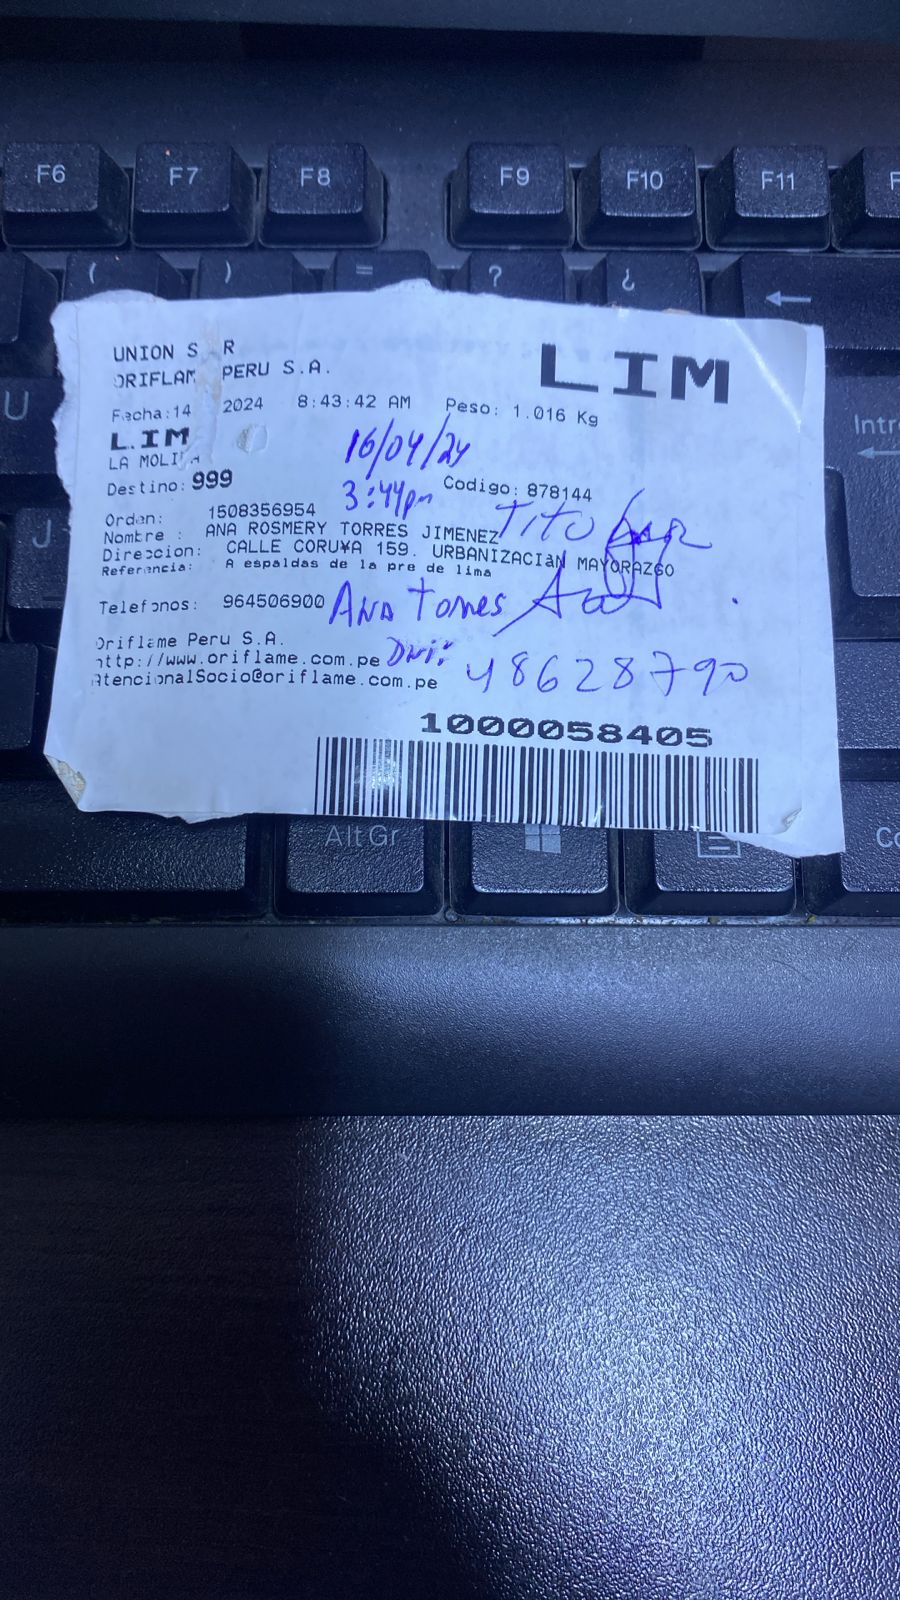 F6 F7 F8 F9 F10 F11
( ) = ? ¿
U
Intro
J
UNION S R
ORIFLAM PERU S.A.
LIM
Fecha:14 2024 8:43:42 AM Peso: 1.016 Kg
LIM
16/04/24
LA MOLINA
Destino: 999
3:44pm
Codigo: 878144
Orden: 1508356954
Titular
Nombre : ANA ROSMERY TORRES JIMENEZ
Direccion: CALLE CORU¥A 159. URBANIZACIàN MAYORAZGO
Referencia: A espaldas de la pre de lima
Telefonos: 964506900
Ana Torres
Oriflame Peru S.A.
http://www.oriflame.com.pe
Dni:
48628790
AtencionalSocio@oriflame.com.pe
1000058405
Alt Gr